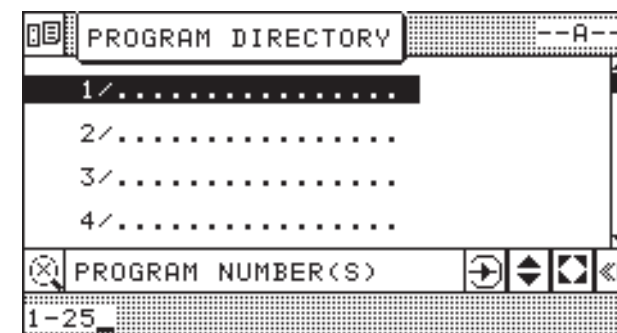 PROGRAM DIRECTORY --A--
1/................
2/................
3/................
4/................
PROGRAM NUMBER(S)
1-25_